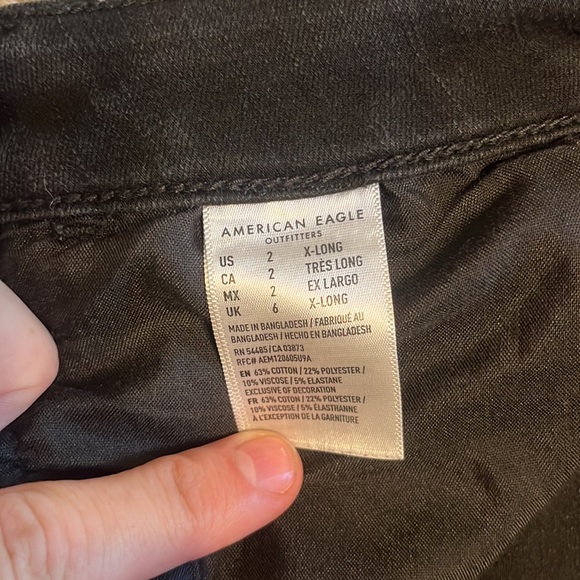 AMERICAN EAGLE
OUTFITTERS
US 2 X-LONG
CA 2 TRÈS LONG
MX 2 EX LARGO
UK 6 X-LONG
MADE IN BANGLADESH / FABRIQUÉ AU
BANGLADESH / HECHO EN BANGLADESH
RN 54485 / CA 03873
RFC# AEM12060509A
EN 63% COTTON / 22% POLYESTER /
10% VISCOSE / 5% ELASTANE
EXCLUSIVE OF DECORATION
FR 63% COTON / 22% POLYESTER /
10% VISCOSE / 5% ÉLASTHANNE
À L'EXCEPTION DE LA GARNITURE